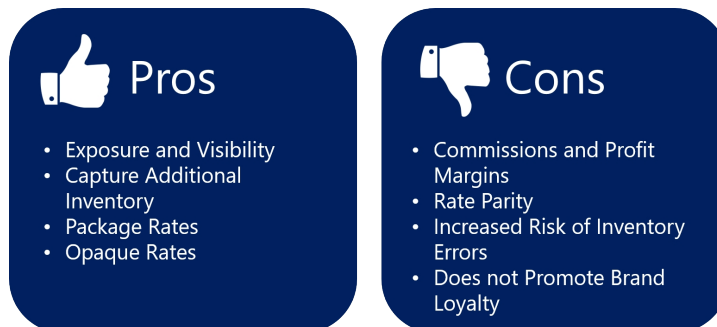 Pros
• Exposure and Visibility
• Capture Additional
Inventory
• Package Rates
• Opaque Rates
Cons
• Commissions and Profit
Margins
• Rate Parity
• Increased Risk of Inventory
Errors
• Does not Promote Brand
Loyalty